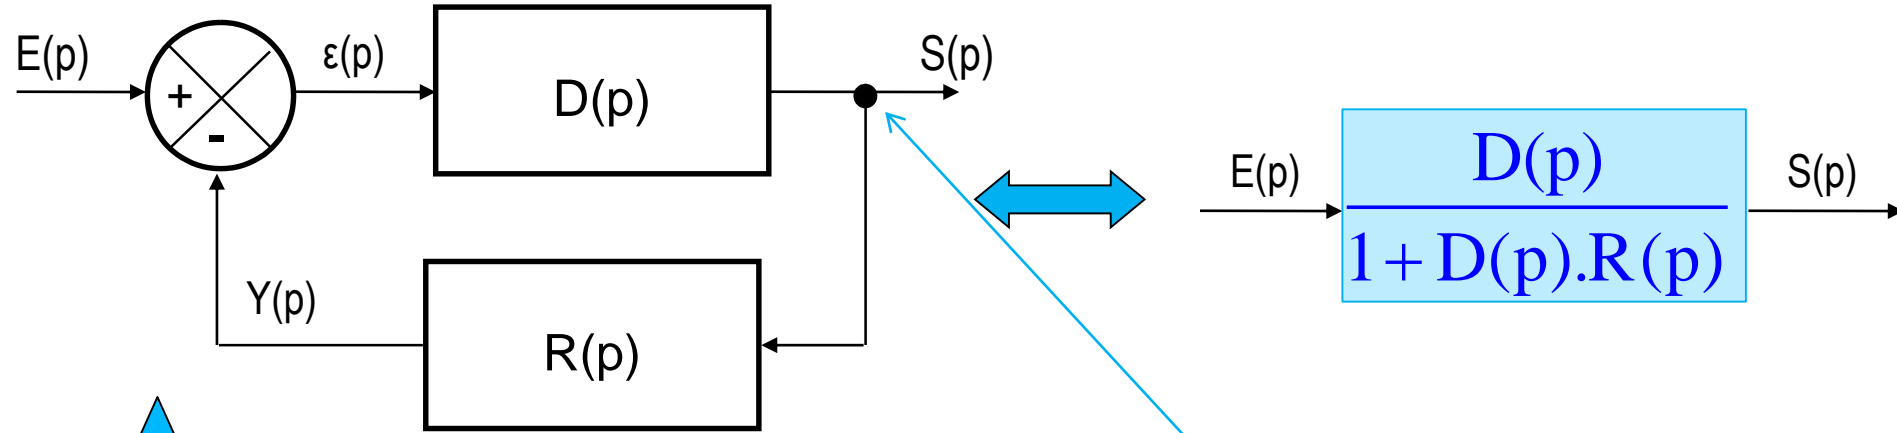 E(p)
+
-
ε(p)
D(p)
S(p)
Y(p)
R(p)
E(p)
D(p)
1+D(p).R(p)
S(p)